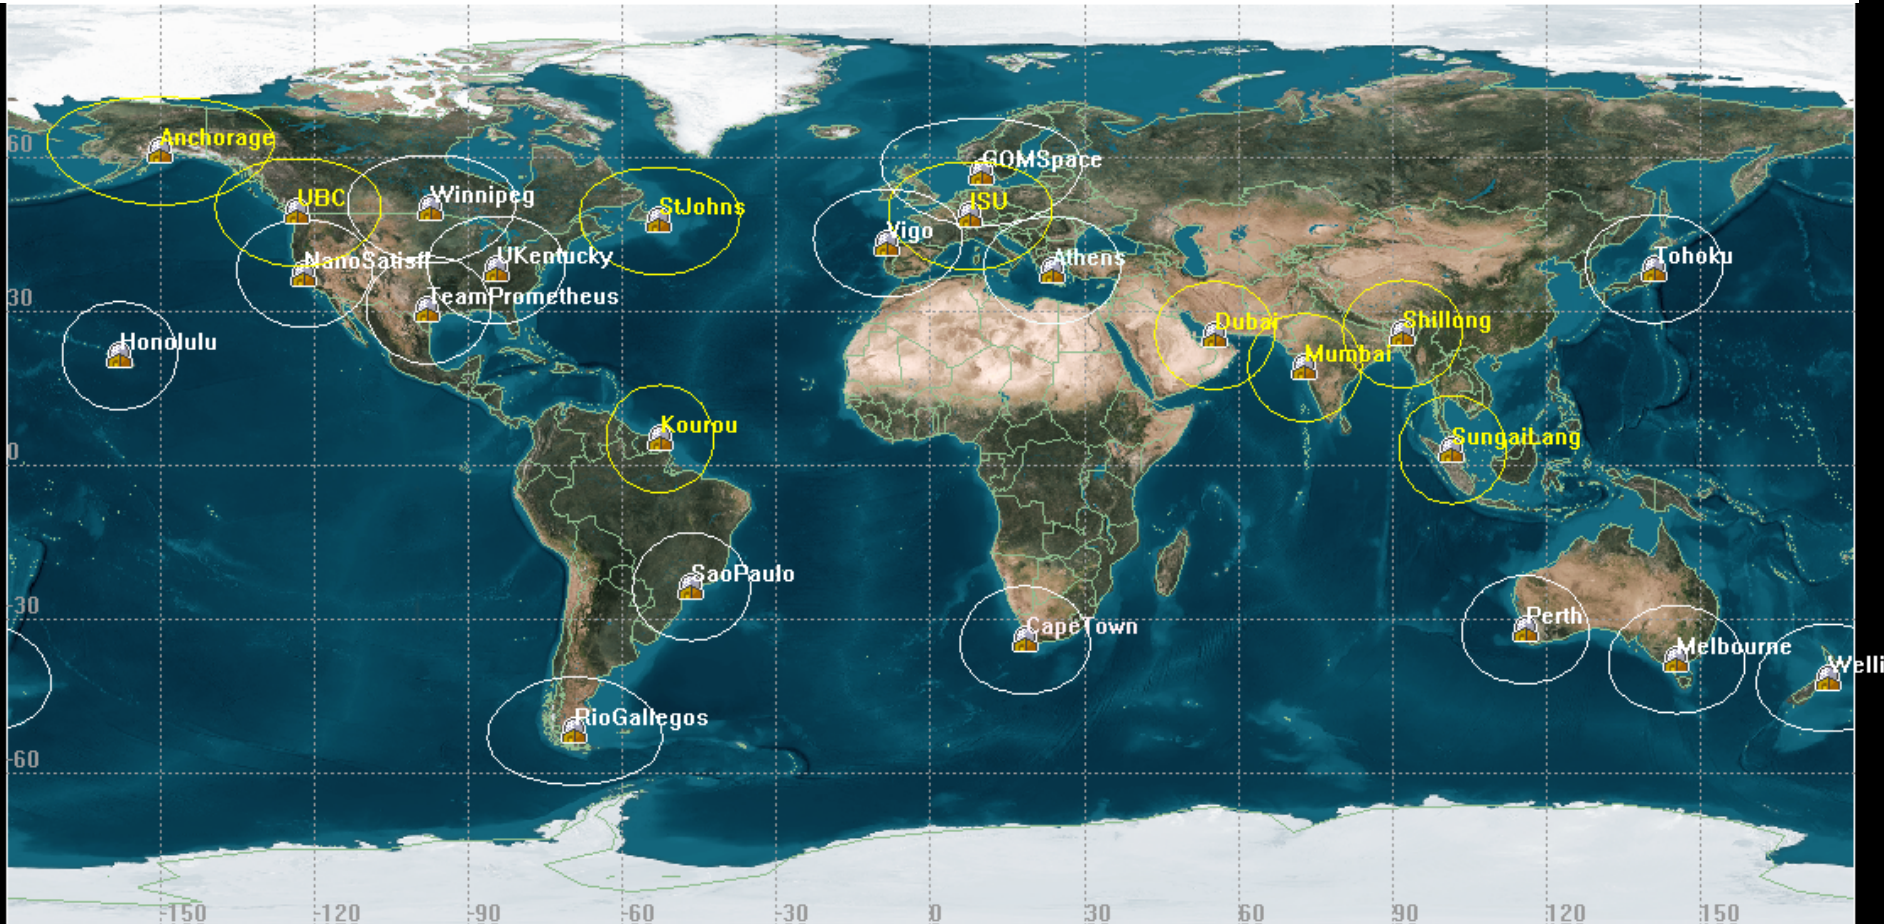 Anchorage
60
GOMSpace
UBC
Winnipeg
StJohns
ISU
Vigo
NanoSatisfi
UKentucky
Athens
Tohoku
30
TeamPrometheus
Dubai
Shillong
Honolulu
Mumbai
Kourou
SungaiLang
0
SaoPaulo
-30
CapeTown
Perth
Melbourne
Welli
RioGallegos
-60
-150
-120
-90
-60
-30
0
30
60
90
120
150